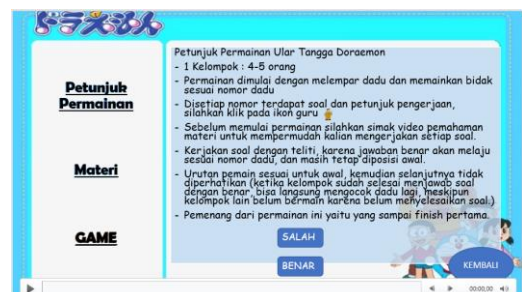 ドラえもん
Petunjuk Permainan Ular Tangga Doraemon
- 1 Kelompok : 4-5 orang
- Permainan dimulai dengan melempar dadu dan memainkan bidak
sesuai nomor dadu
- Disetiap nomor terdapat soal dan petunjuk pengerjaan,
silahkan klik pada ikon guru
- Sebelum memulai permainan silahkan simak video pemahaman
materi untuk mempermudah kalian mengerjakan setiap soal.
- Kerjakan soal dengan teliti, karena jawaban benar akan melaju
sesuai nomor dadu, dan masih tetap diposisi awal.
- Urutan pemain sesuai untuk awal, kemudian selanjutnya tidak
diperhatikan (ketika kelompok sudah selesai menjawab soal
dengan benar, bisa langsung mengocok dadu lagi, meskipun
kelompok lain belum bermain karena belum menyelesaikan soal.)
- Pemenang dari permainan ini yaitu yang sampai finish pertama.
Petunjuk
Permainan
Materi
GAME
SALAH
BENAR
KEMBALI
00:00,00